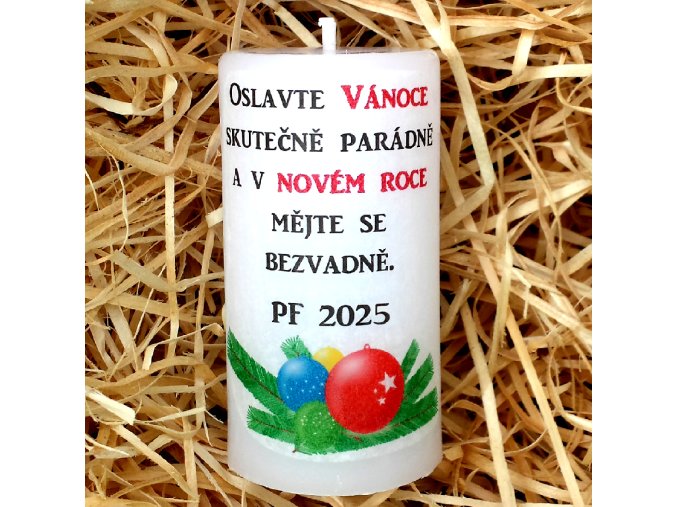 Oslavte Vánoce
skutečně parádně
a v novém roce
mějte se
bezvadně.
PF 2025